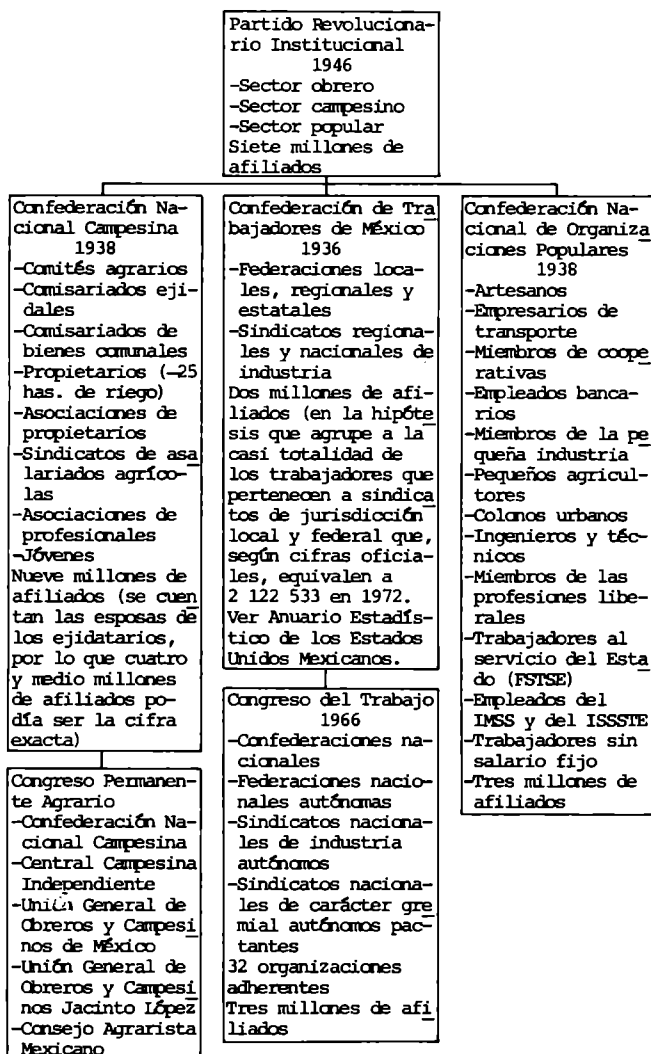 Partido Revoluciona-
rio Institucional
1946
-Sector obrero
-Sector campesino
-Sector popular
Siete millones de
afiliados
Confederación Na
cional Campesina
1938
-Comités agrarios
-Comisariados eji-
dales
-Comisariados de
bienes comunales
-Propietarios (-25
has. de riego)
-Asociaciones de
propietarios
-Sindicatos de asa
lariados agríco-
las
-Asociaciones de
profesionales
-Jóvenes
Nueve millones de
afiliados (se cuen
tan las esposas de
los ejidatarios,
por lo que cuatro
y medio millones
de afiliados po-
día ser la cifra
exacta)
Congreso Permanen-
te Agrario
-Confederación Na
cional Campesina
-Central Campesina
Independiente
-Unión General de
Obreros y Campesi
nos de México
-Unión General de
Obreros y Campesi
nos Jacinto López
-Consejo Agrarista
Mexicano
Confederación de Tra
bajadores de México
1936
-Federaciones loca-
les, regionales y
estatales
-Sindicatos regiona-
les y nacionales de
industria
Dos millones de afi-
liados (en la hipóte
sis que agrupe a la
casi totalidad de
los trabajadores que
pertenecen a sindica
tos de jurisdicción
local y federal que,
según cifras oficia-
les, equivalen a
2 122 533 en 1972.
Ver Anuario Estadís-
tico de los Estados
Unidos Mexicanos.
Congreso del Trabajo
1966
-Confederaciones na-
cionales
-Federaciones nacio-
nales autónomas
-Sindicatos naciona-
les de industria
autónomos
-Sindicatos naciona-
les de carácter gre
mial autónomos pac-
tantes
32 organizaciones
adherentes
Tres millones de afi
liados
Confederación Na-
cional de Organiza
ciones Populares
1938
-Artesanos
-Empresarios de
transporte
-Miembros de coope
rativas
-Empleados banca-
rios
-Miembros de la pe
queña industria
-Pequeños agricul-
tores
-Colonos urbanos
-Ingenieros y téc-
nicos
-Miembros de las
profesiones libe-
rales
-Trabajadores al
servicio del Esta
do (FSTSE)
-Empleados del
IMSS y del ISSSTE
-Trabajadores sin
salario fijo
-Tres millones de
afiliados